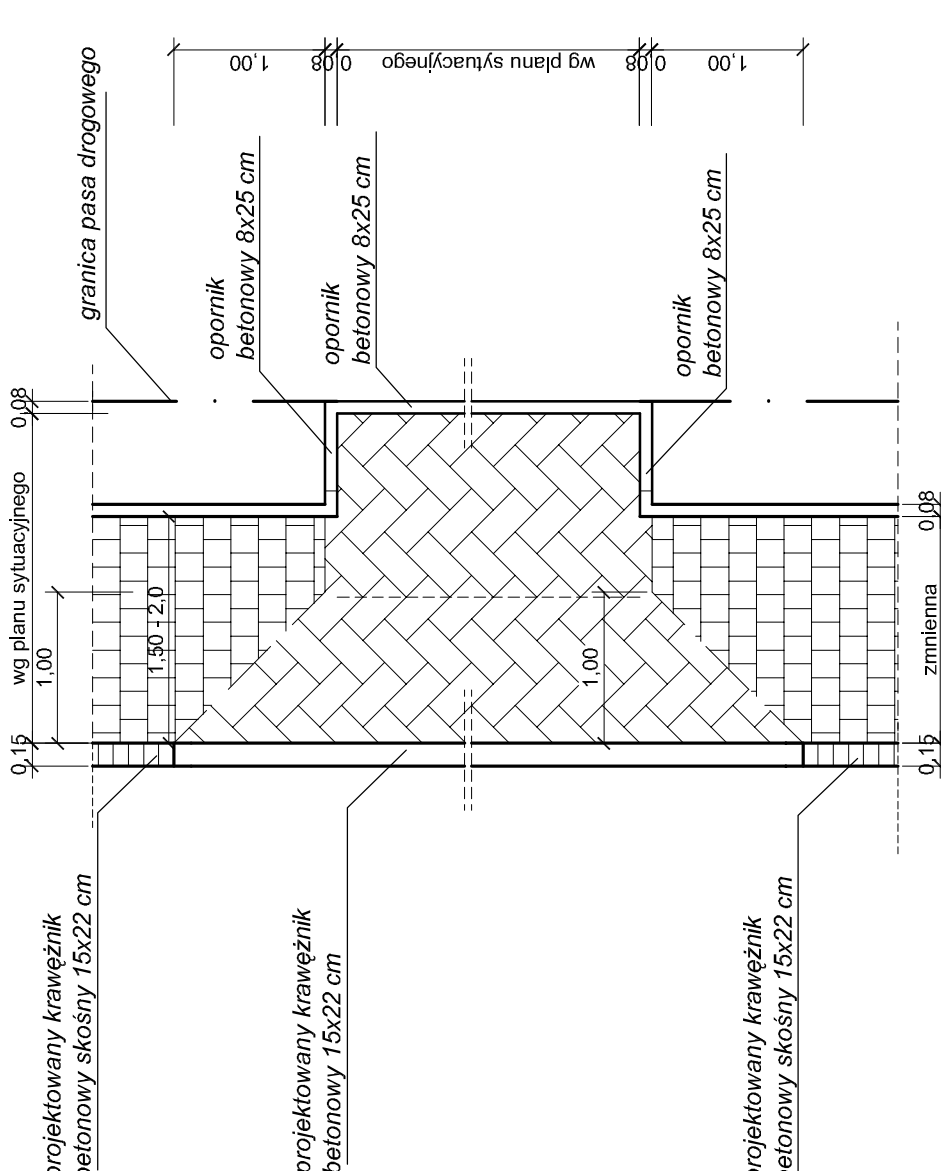 granica pasa drogowego
opornik
betonowy 8x25 cm
opornik
betonowy 8x25 cm
opornik
betonowy 8x25 cm
1,00
0,08
wg planu sytuacyjnego
0,08
1,00
0,08
wg planu sytuacyjnego
1,00
0,15
1,50 - 2,0
1,00
0,08
zmnienna
0,15
projektowany krawężnik
betonowy skośny 15x22 cm
projektowany krawężnik
betonowy 15x22 cm
projektowany krawężnik
betonowy skośny 15x22 cm